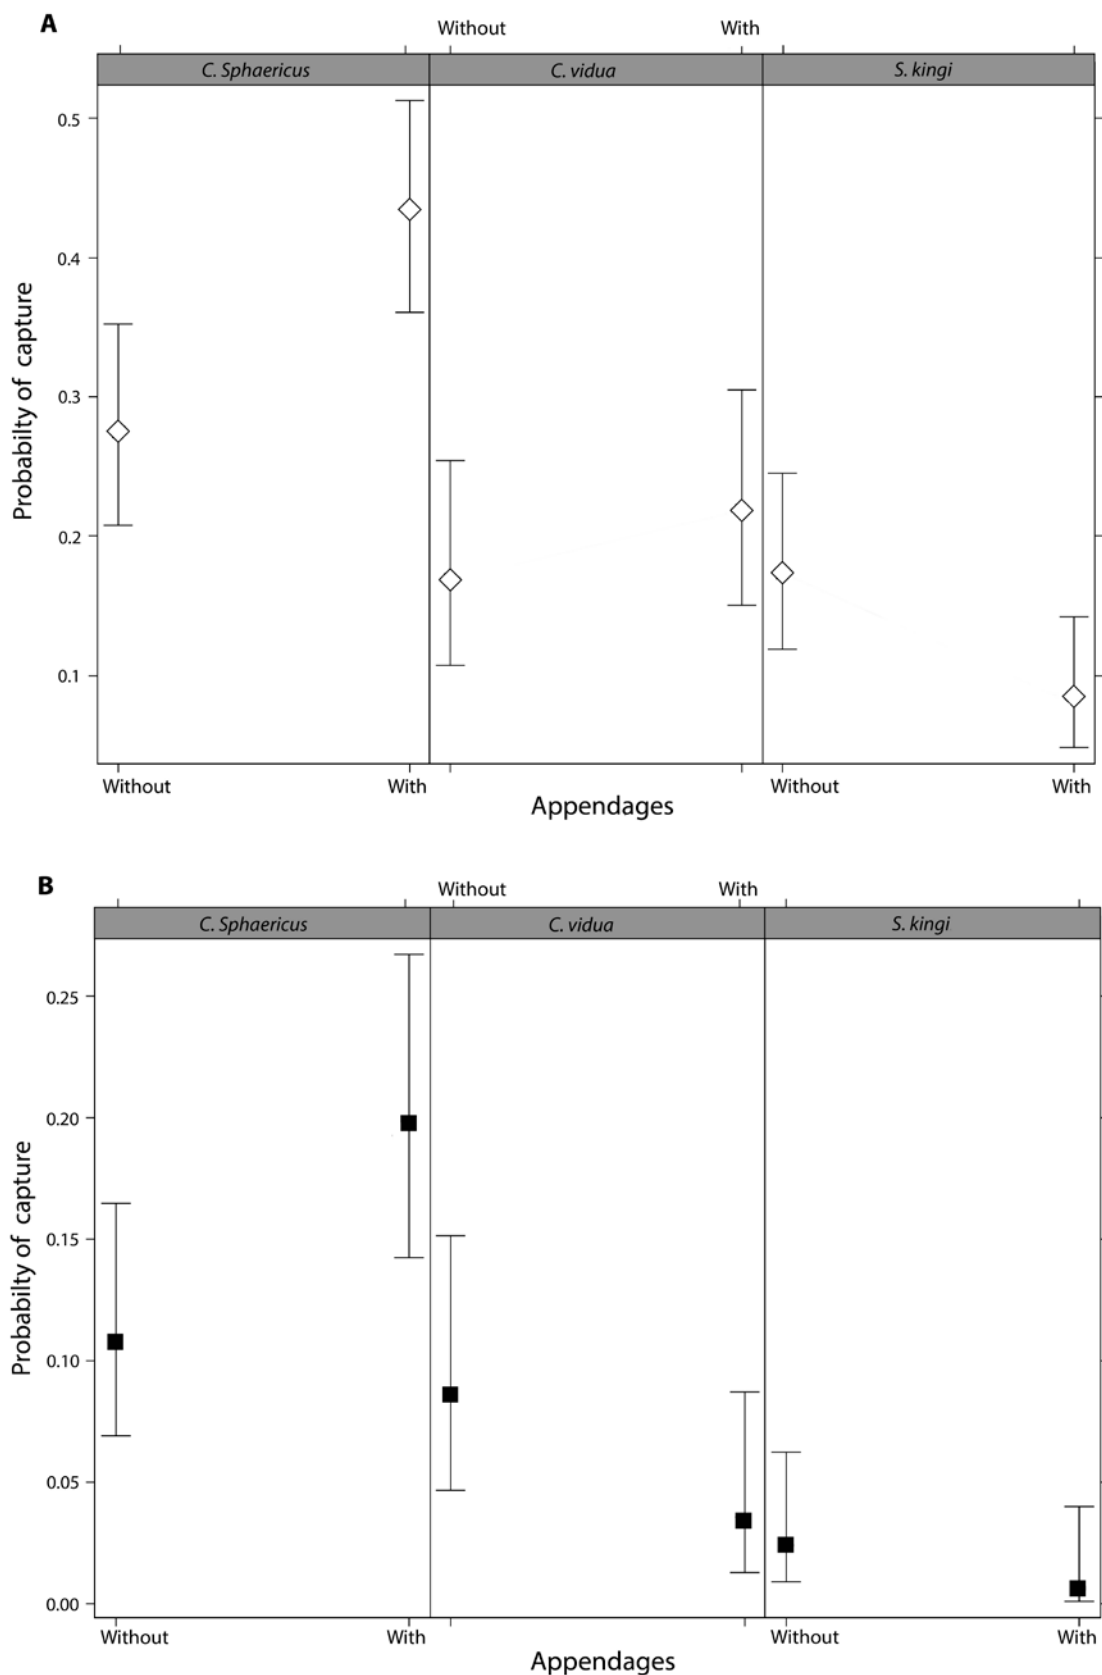 A
Without With
C. Sphaericus C. vidua S. kingi
0.5
0.4
0.3
0.2
0.1
Probabilty of capture
Without With Without With
Appendages
B
Without With
C. Sphaericus C. vidua S. kingi
0.25
0.20
0.15
0.10
0.05
0.00
Probabilty of capture
Without With Without With
Appendages